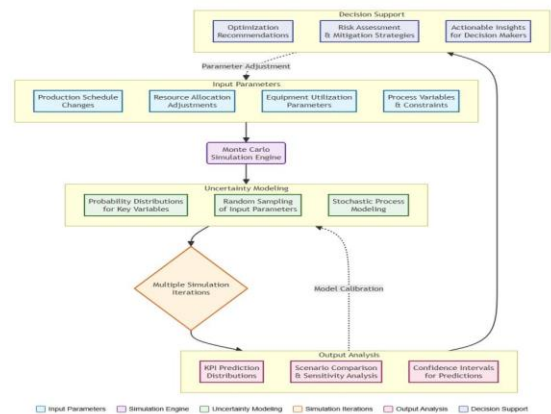 Decision Support
Optimization
Recommendations
Risk Assessment
& Mitigation Strategies
Actionable Insights
for Decision Makers
Parameter Adjustment
Input Parameters
Production Schedule
Changes
Resource Allocation
Adjustments
Equipment Utilization
Parameters
Process Variables
& Constraints
Monte Carlo
Simulation Engine
Uncertainty Modeling
Probability Distributions
for Key Variables
Random Sampling
of Input Parameters
Stochastic Process
Modeling
Multiple Simulation
Iterations
Model Calibration
Output Analysis
KPI Prediction
Distributions
Scenario Comparison
& Sensitivity Analysis
Confidence Intervals
for Predictions
Input Parameters Simulation Engine Uncertainty Modeling Simulation Iterations Output Analysis Decision Support